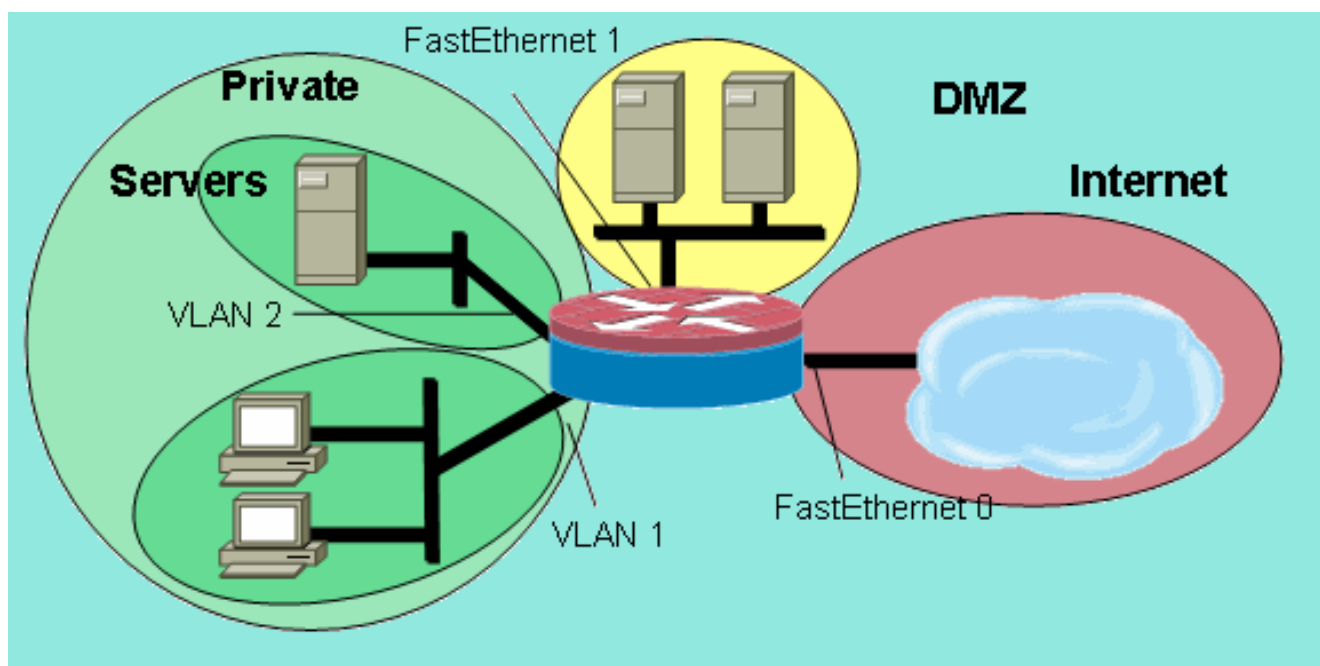 FastEthernet 1
Private
DMZ
Servers
Internet
VLAN 2
FastEthernet 0
VLAN 1